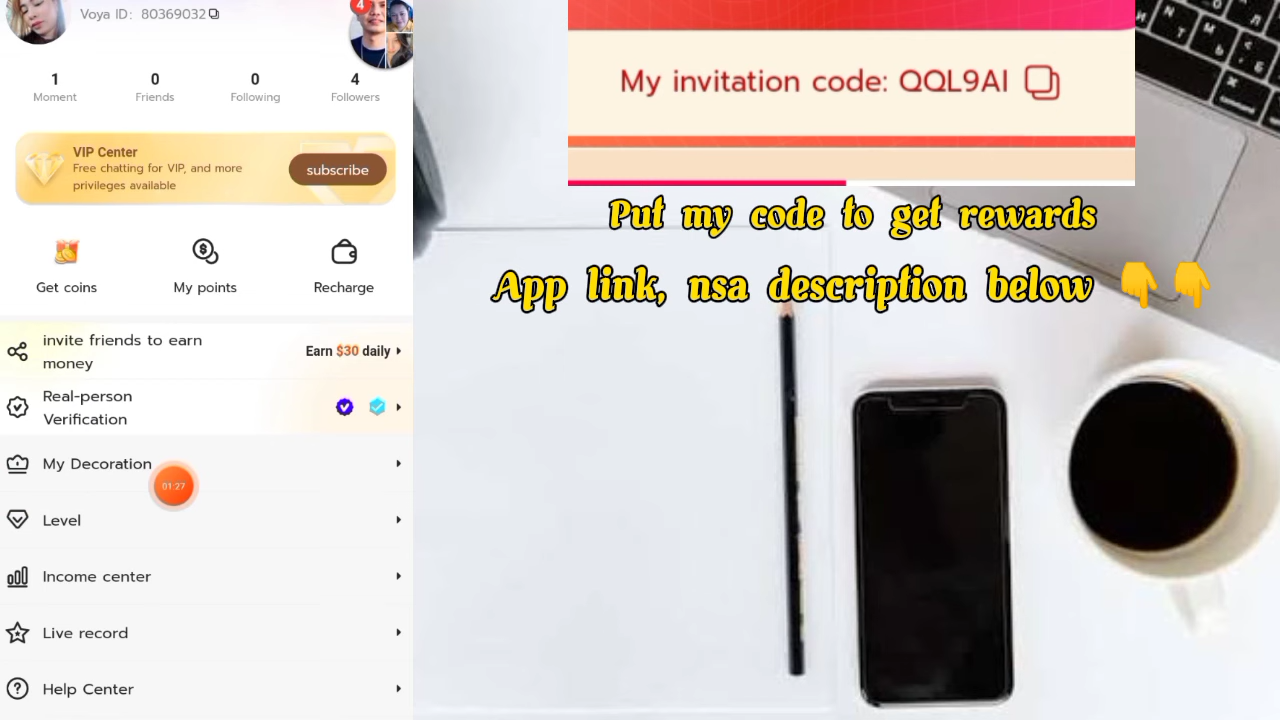 Voya ID: 80369032
4
1
0
0
4
Moment
Friends
Following
Followers
VIP Center
Free chatting for VIP, and more
privileges available
subscribe
Get coins
My points
Recharge
invite friends to earn
money
Earn $30 daily
Real-person
Verification
My Decoration
01:27
Level
Income center
Live record
Help Center
My invitation code: QQL9AI
Put my code to get rewards
App link, nsa description below 👇👇
command